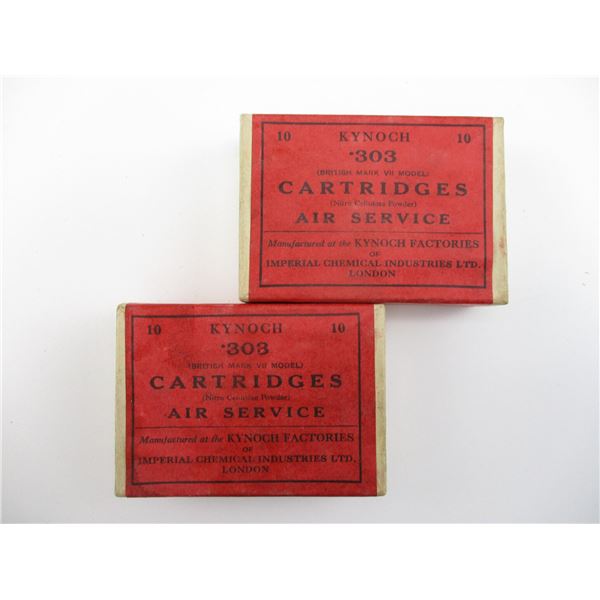 10 KYNOCH 10
·303
(BRITISH MARK VII MODEL)
CARTRIDGES
(Nitro Cellulose Powder)
AIR SERVICE
Manufactured at the KYNOCH FACTORIES
OF
IMPERIAL CHEMICAL INDUSTRIES LTD.
LONDON
10 KYNOCH 10
·303
(BRITISH MARK VII MODEL)
CARTRIDGES
(Nitro Cellulose Powder)
AIR SERVICE
Manufactured at the KYNOCH FACTORIES
OF
IMPERIAL CHEMICAL INDUSTRIES LTD.
LONDON